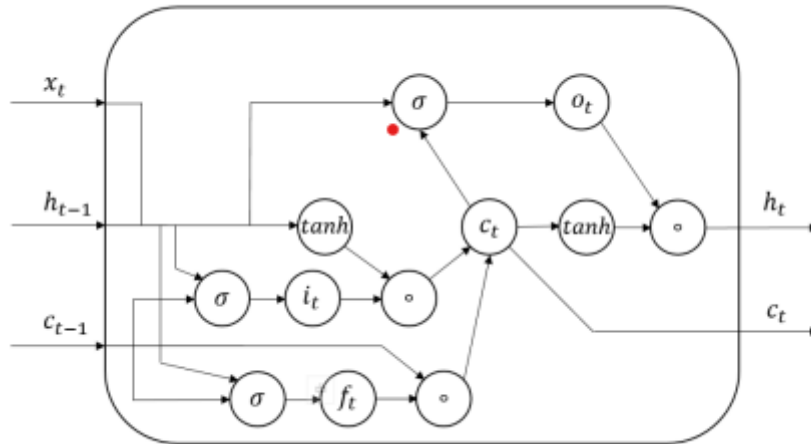 x_t
σ
o_t
h_{t-1}
tanh
c_t
tanh
∘
h_t
σ
i_t
∘
c_{t-1}
c_t
σ
f_t
∘